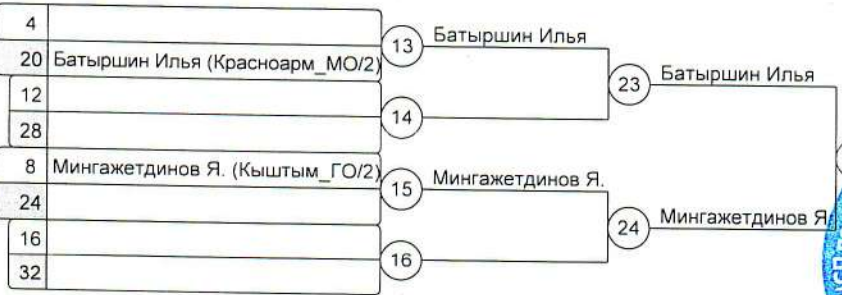 4
20 Батыршин Илья (Красноарм_МО/2)
13 Батыршин Илья
12
28
14
23 Батыршин Илья
8 Мингажетдинов Я. (Кыштым_ГО/2)
24
15 Мингажетдинов Я.
16
32
16
24 Мингажетдинов Я